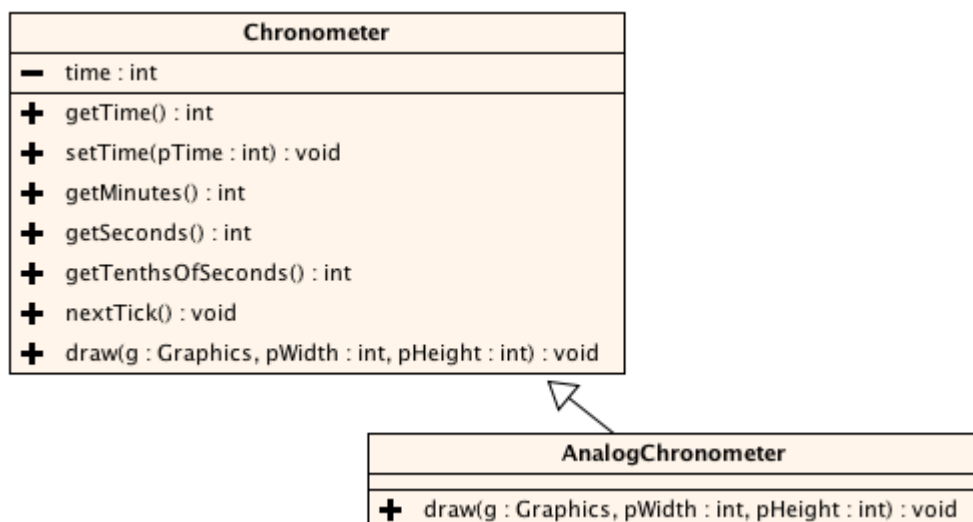 Chronometer
time : int
getTime() : int
setTime(pTime : int) : void
getMinutes() : int
getSeconds() : int
getTenthsOfSeconds() : int
nextTick() : void
draw(g : Graphics, pWidth : int, pHeight : int) : void
AnalogChronometer
draw(g : Graphics, pWidth : int, pHeight : int) : void